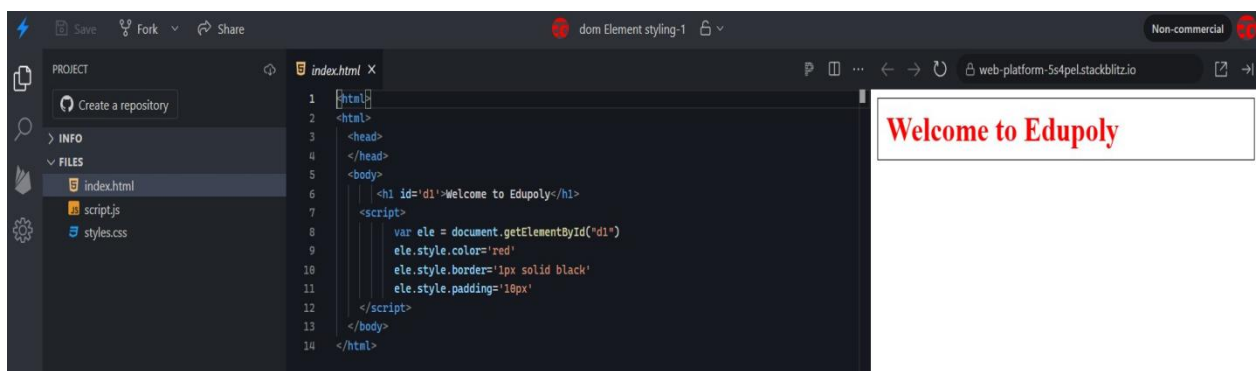 Save Fork Share dom Element styling-1 Non-commercial
PROJECT
Create a repository
INFO
FILES
index.html
script.js
styles.css
index.html
1 <html>
2 <html>
3 <head>
4 </head>
5 <body>
6 <h1 id='d1'>Welcome to Edupoly</h1>
7 <script>
8 var ele = document.getElementById("d1")
9 ele.style.color='red'
10 ele.style.border='1px solid black'
11 ele.style.padding='10px'
12 </script>
13 </body>
14 </html>
web-platform-5s4pel.stackblitz.io
Welcome to Edupoly